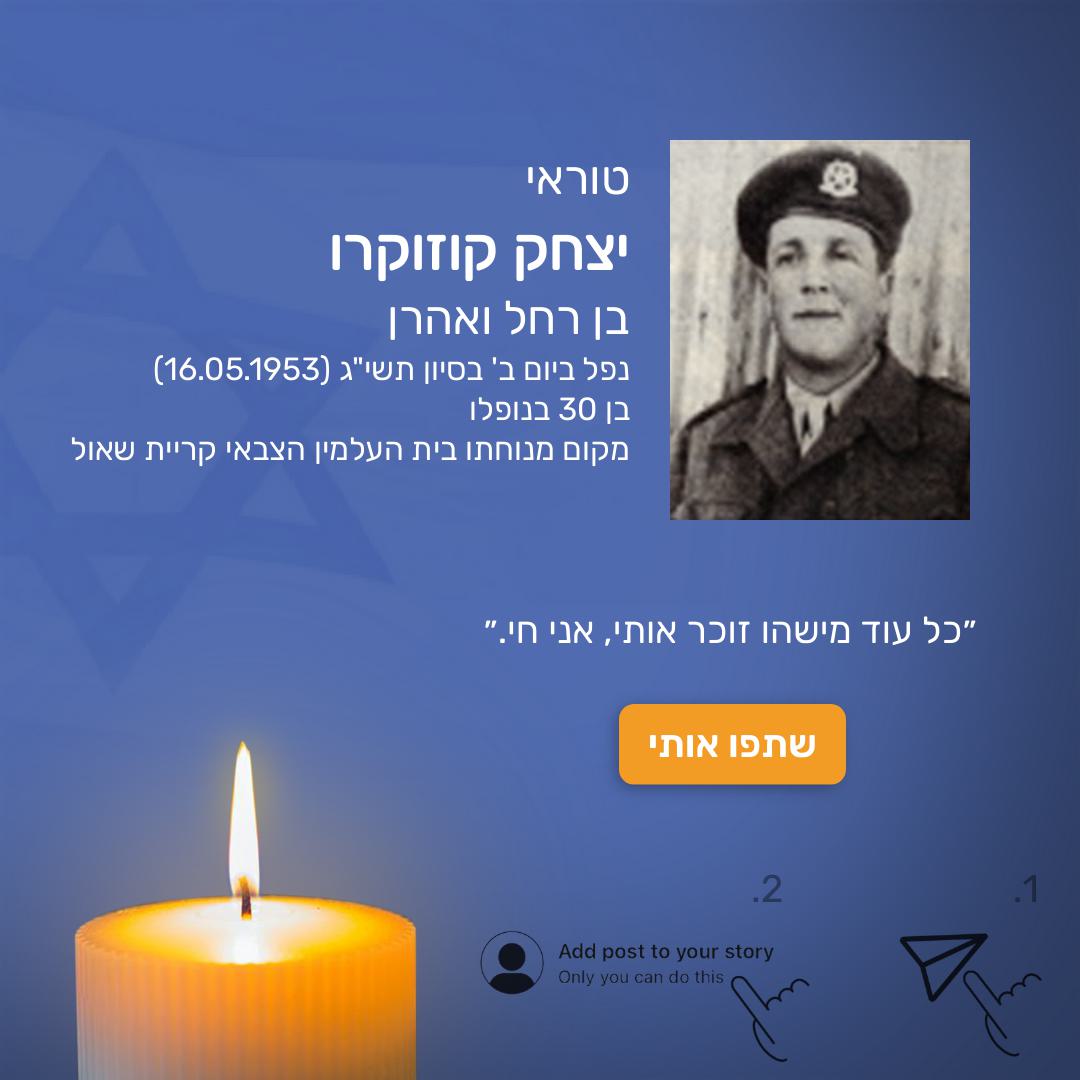 טוראי
יצחק קוזוקרו
בן רחל ואהרן
נפל ביום ב' בסיון תשי"ג (16.05.1953)
בן 30 בנופלו
מקום מנוחתו בית העלמין הצבאי קריית שאול
״כל עוד מישהו זוכר אותי, אני חי.״
שתפו אותי
1.
2.
Add post to your story
Only you can do this